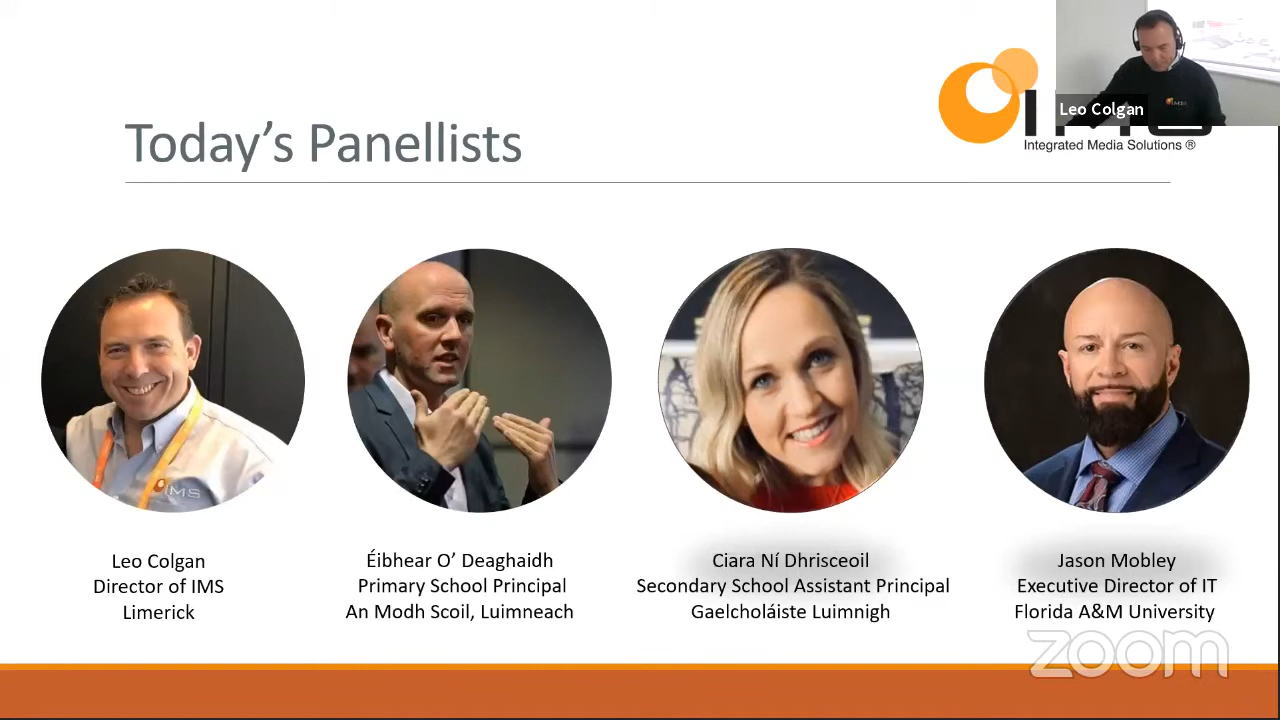 Leo Colgan
Today's Panellists
Integrated Media Solutions ®
IMS
Leo Colgan
Director of IMS
Limerick
Éibhear O' Deaghaidh
Primary School Principal
An Modh Scoil, Luimneach
Ciara Ní Dhrisceoil
Secondary School Assistant Principal
Gaelcholáiste Luimnigh
Jason Mobley
Executive Director of IT
Florida A&M University
zoom